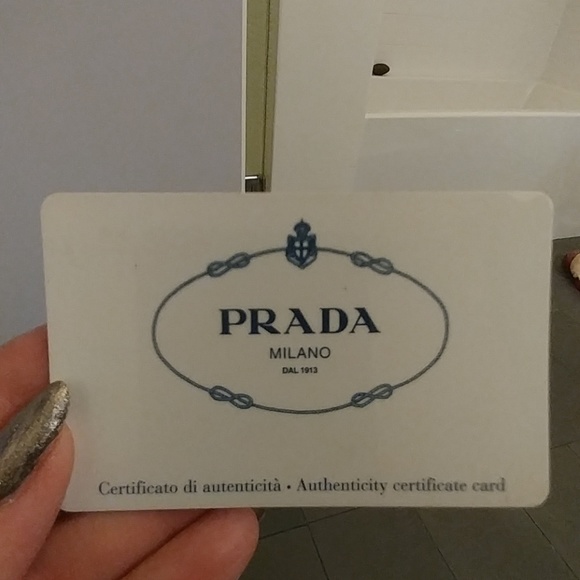 PRADA
MILANO
DAL 1913
Certificato di autenticità • Authenticity certificate card